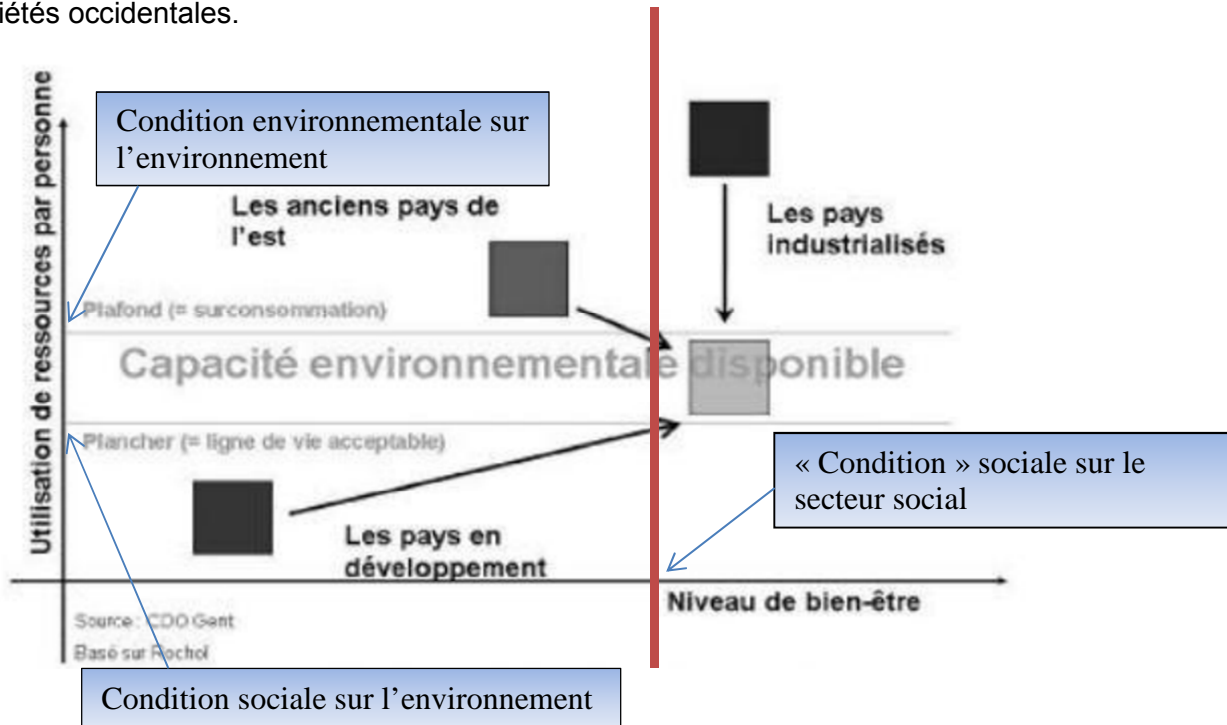 iétés occidentales.
Utilisation de ressources par personne
Condition environnementale sur
l’environnement
Les anciens pays de
l'est
Les pays
industrialisés
Plafond (= surconsommation)
Capacité environnementale disponible
Plancher (= ligne de vie acceptable)
« Condition » sociale sur le
secteur social
Les pays en
développement
Niveau de bien-être
Source : CDO Gent
Basé sur Rochol
Condition sociale sur l’environnement